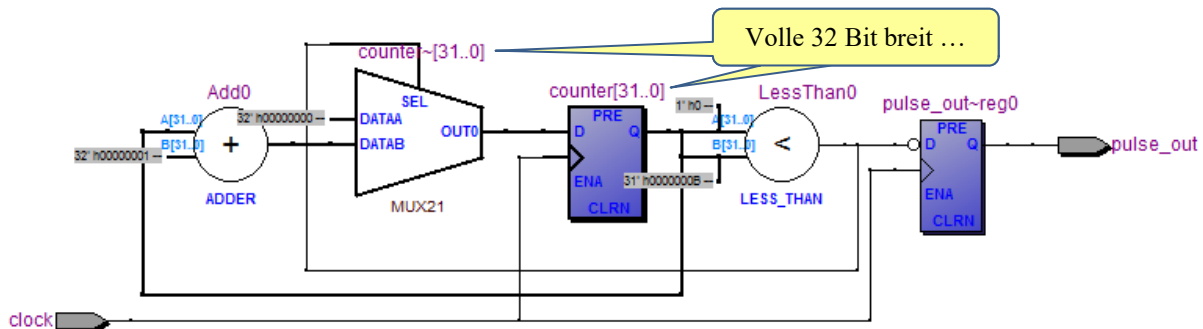 Volle 32 Bit breit …
counter~[31..0]
Add0
SEL
32' h00000000 --
DATAA
DATAB
OUT0
MUX21
A[31..0]
B[31..0]
32' h00000001 --
+
ADDER
counter[31..0]
PRE
D
Q
ENA
CLRN
1' h0 --
LessThan0
A[31..0]
B[31..0]
<
31' h0000000B --
LESS_THAN
pulse_out~reg0
PRE
D
Q
ENA
CLRN
pulse_out
clock